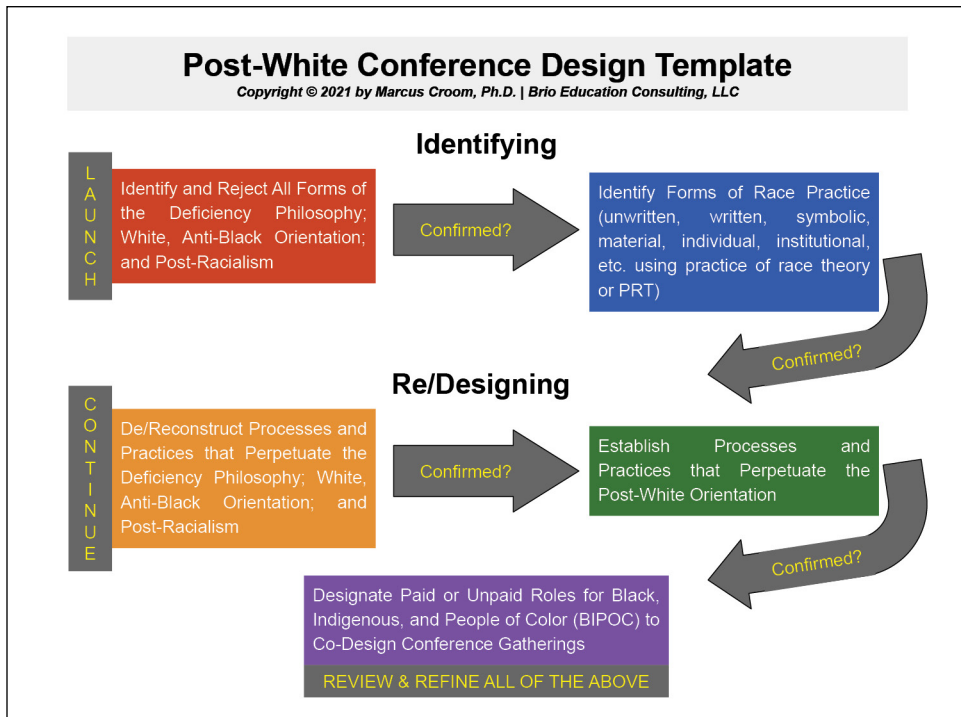 Post-White Conference Design Template
Copyright © 2021 by Marcus Croom, Ph.D. | Brio Education Consulting, LLC
Identifying
LAUNCH
Identify and Reject All Forms of
the Deficiency Philosophy;
White, Anti-Black Orientation;
and Post-Racialism
Confirmed?
Identify Forms of Race Practice
(unwritten, written, symbolic,
material, individual, institutional,
etc. using practice of race theory
or PRT)
Confirmed?
Re/Designing
CONTINUE
De/Reconstruct Processes and
Practices that Perpetuate the
Deficiency Philosophy; White,
Anti-Black Orientation; and
Post-Racialism
Confirmed?
Establish Processes and
Practices that Perpetuate the
Post-White Orientation
Confirmed?
Designate Paid or Unpaid Roles for Black,
Indigenous, and People of Color (BIPOC) to
Co-Design Conference Gatherings
REVIEW & REFINE ALL OF THE ABOVE